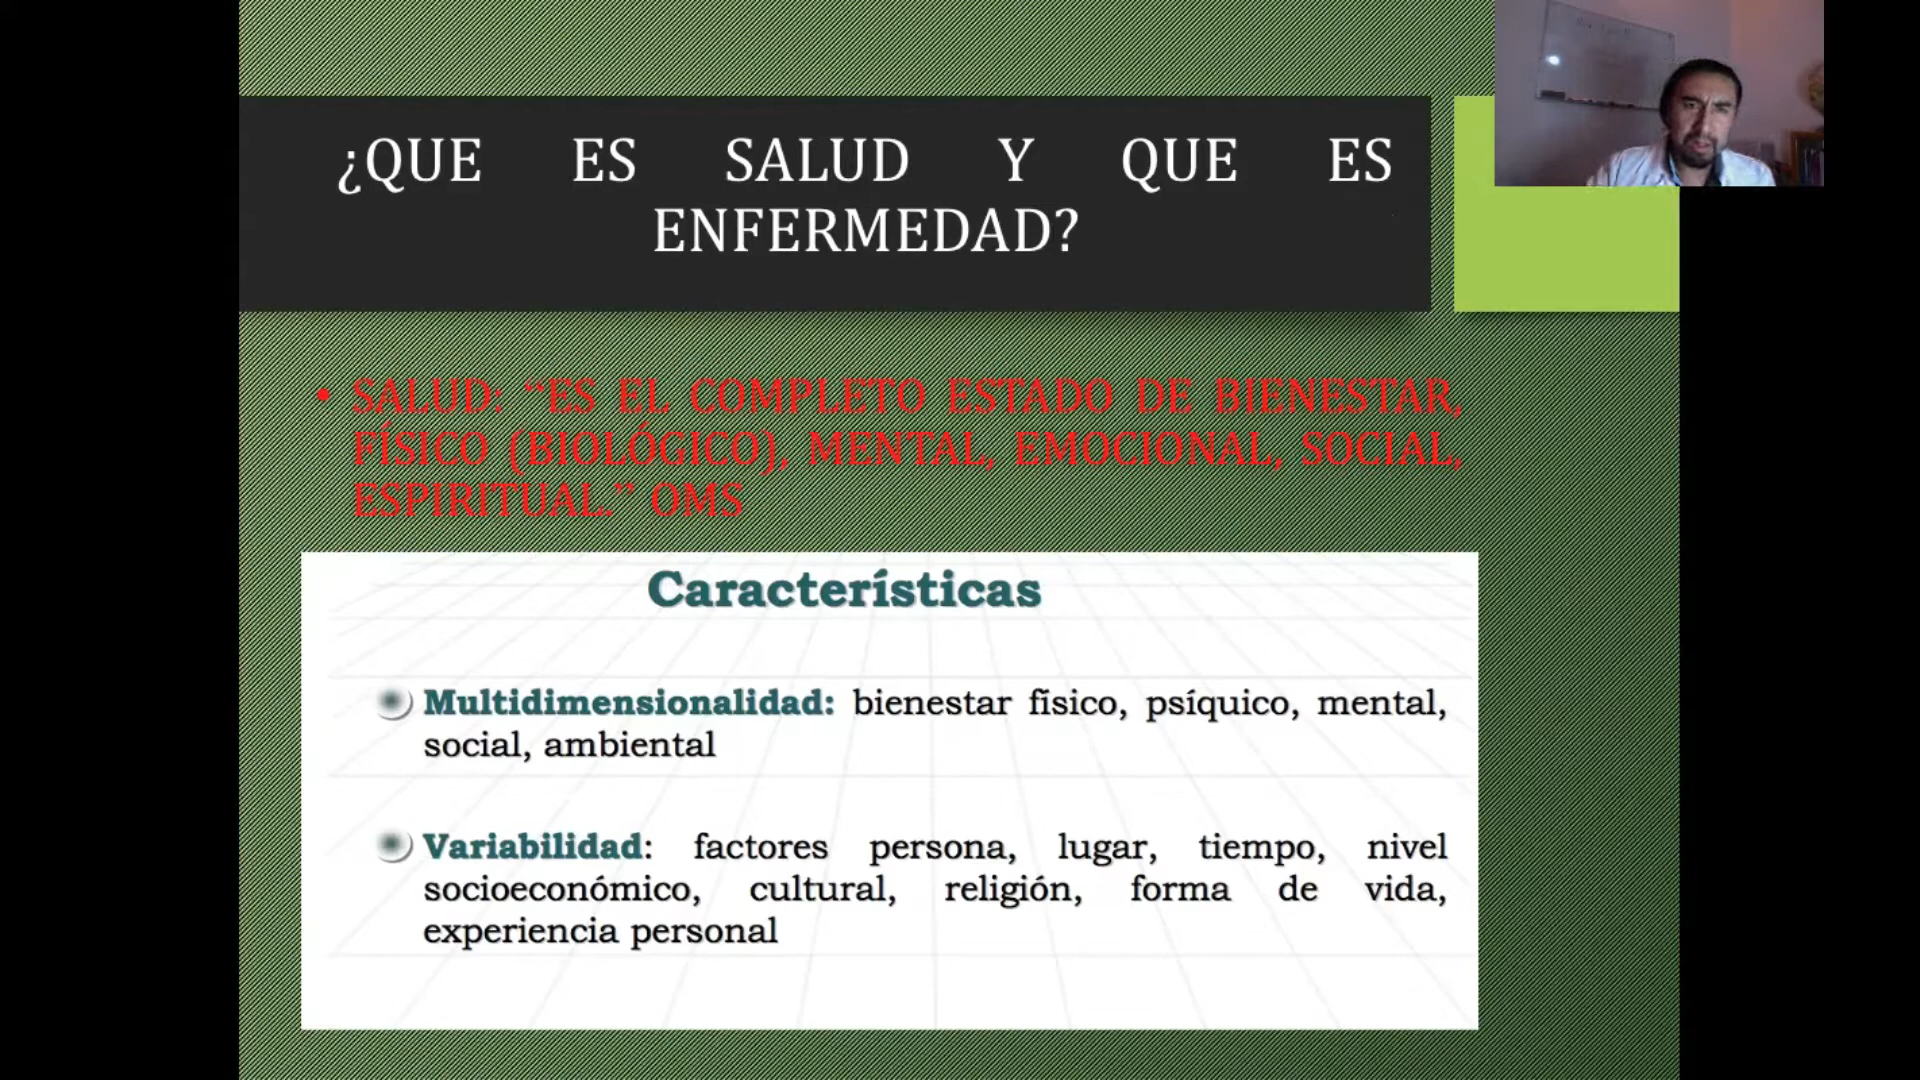 ¿QUE ES SALUD Y QUE ES
ENFERMEDAD?
• SALUD: “ES EL COMPLETO ESTADO DE BIENESTAR,
FÍSICO (BIOLÓGICO), MENTAL, EMOCIONAL, SOCIAL,
ESPIRITUAL.” OMS
Características
Multidimensionalidad: bienestar físico, psíquico, mental,
social, ambiental
Variabilidad: factores persona, lugar, tiempo, nivel
socioeconómico, cultural, religión, forma de vida,
experiencia personal